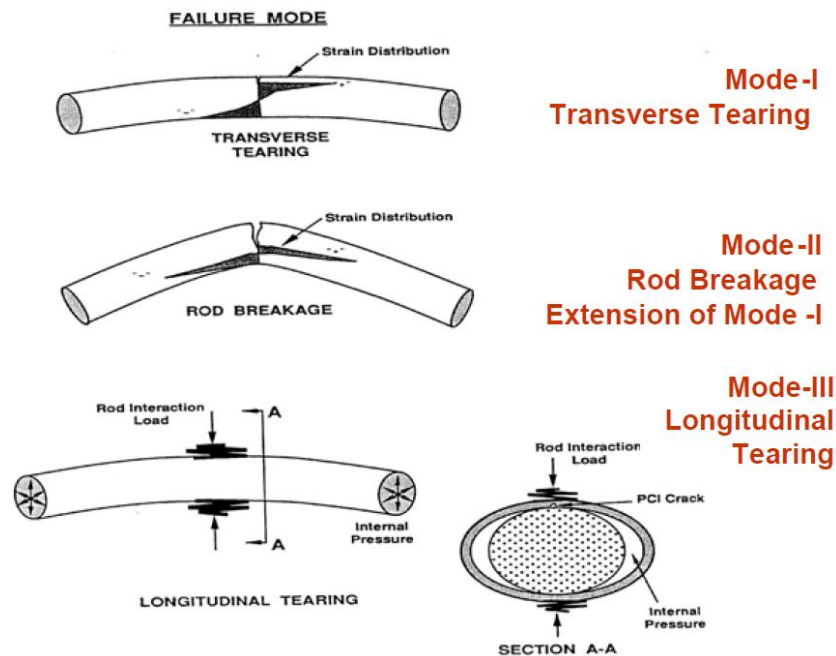 FAILURE MODE
Strain Distribution
TRANSVERSE
TEARING
Mode-I
Transverse Tearing
Strain Distribution
ROD BREAKAGE
Mode-II
Rod Breakage
Extension of Mode -I
Mode-III
Longitudinal
Tearing
Rod Interaction
Load
A
A
Internal
Pressure
LONGITUDINAL TEARING
Rod Interaction
Load
PCI Crack
Internal
Pressure
SECTION A-A